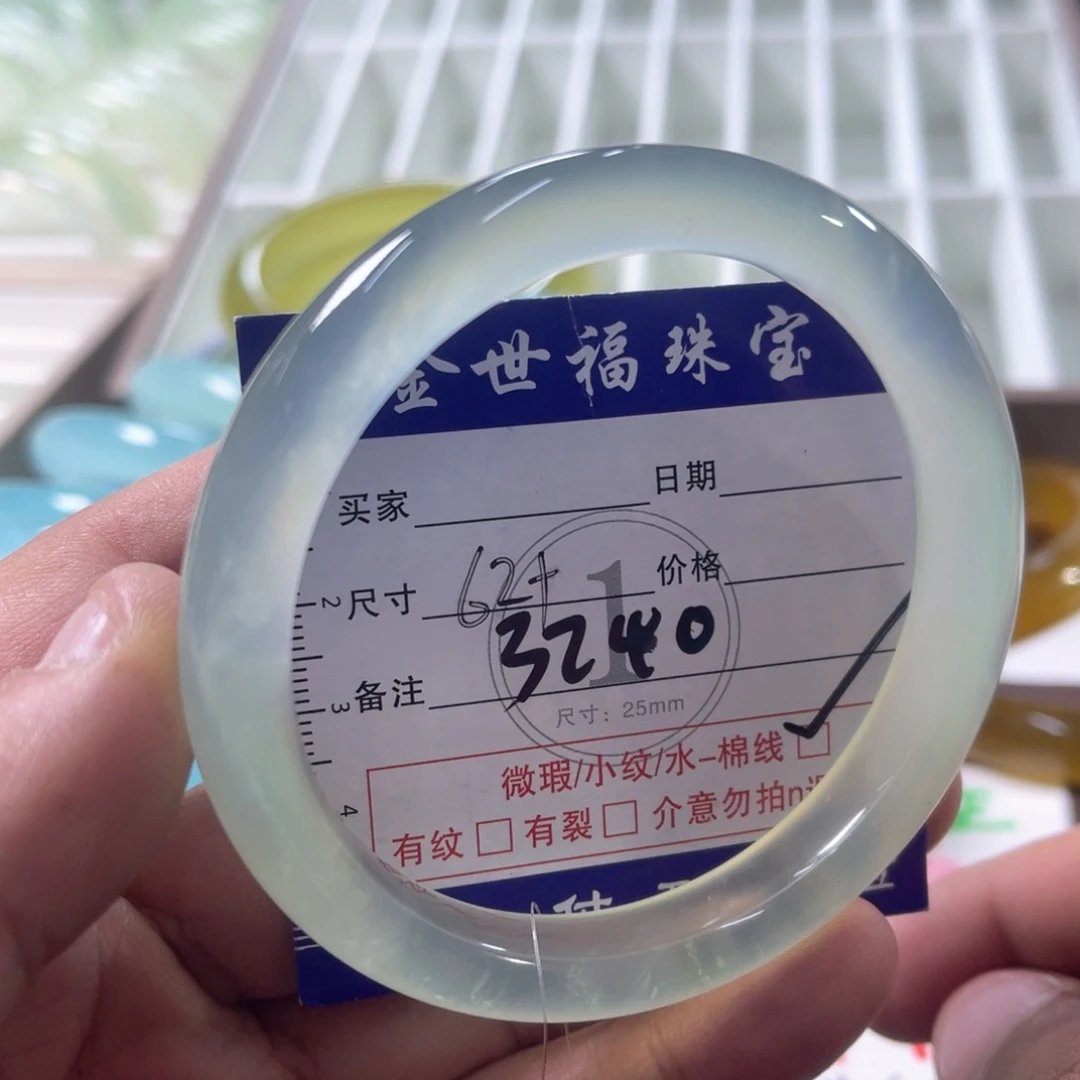 金世福珠宝
买家 日期
尺寸 62+ 价格
1
3240
备注
尺寸：25mm
2
3
4
微瑕/小纹/水-棉线
有纹 有裂 介意勿拍